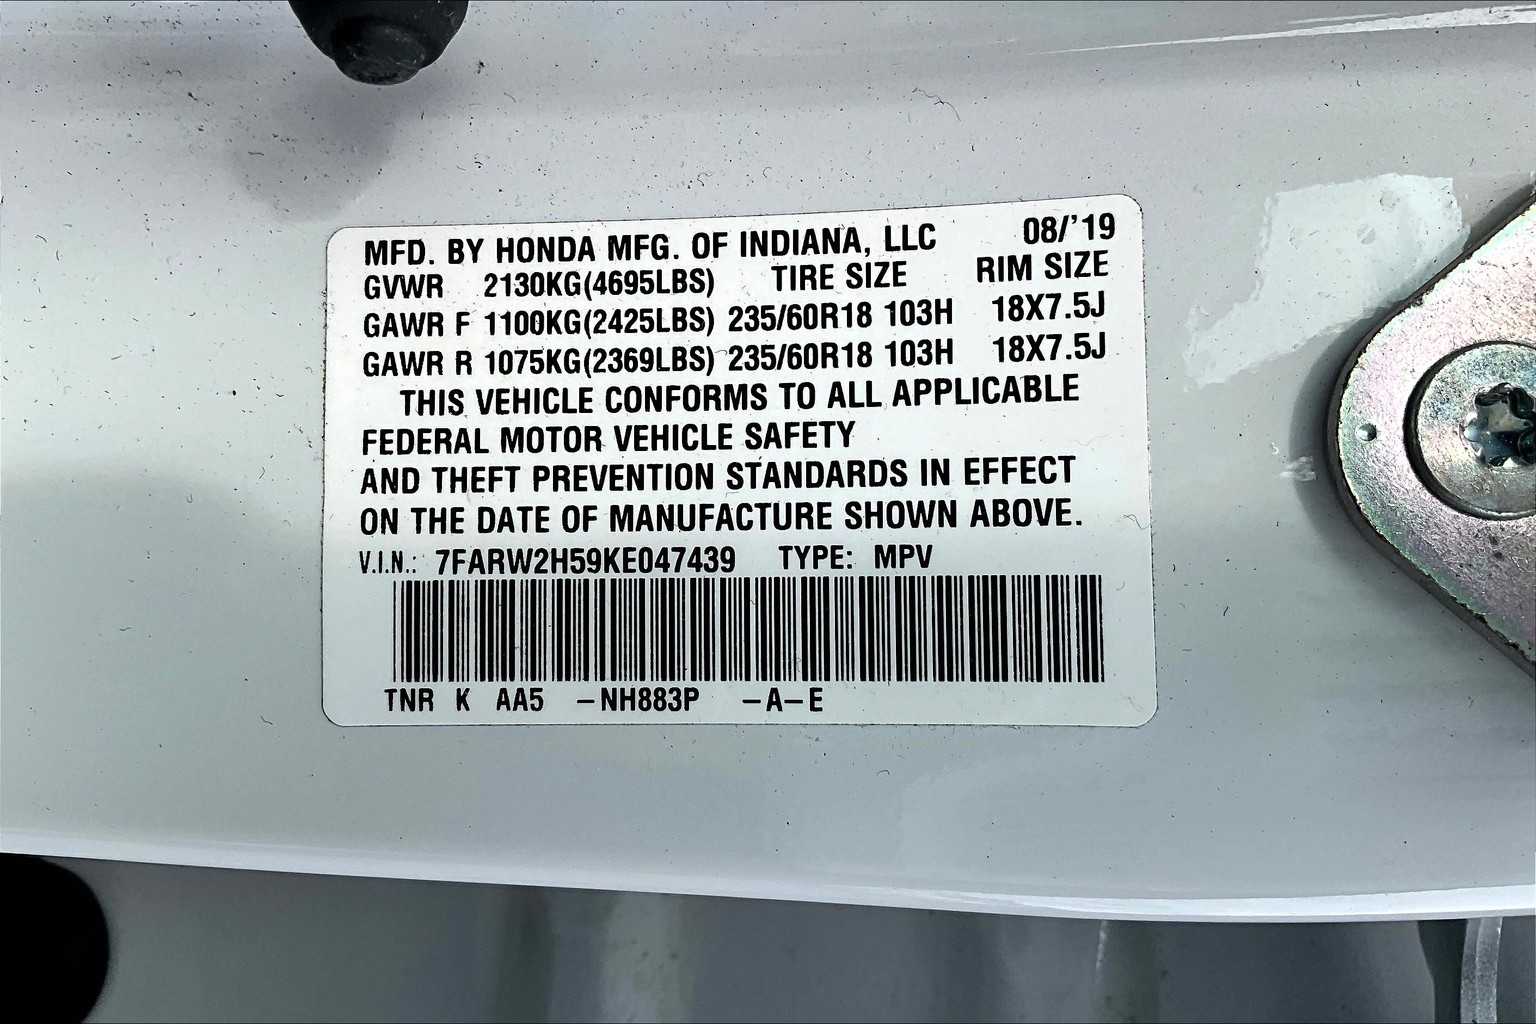 MFD. BY HONDA MFG. OF INDIANA, LLC 08/'19
GVWR 2130KG(4695LBS) TIRE SIZE RIM SIZE
GAWR F 1100KG(2425LBS) 235/60R18 103H 18X7.5J
GAWR R 1075KG(2369LBS) 235/60R18 103H 18X7.5J
THIS VEHICLE CONFORMS TO ALL APPLICABLE
FEDERAL MOTOR VEHICLE SAFETY
AND THEFT PREVENTION STANDARDS IN EFFECT
ON THE DATE OF MANUFACTURE SHOWN ABOVE.
V.I.N.: 7FARW2H59KE047439 TYPE: MPV
TNR K AA5 -NH883P -A-E